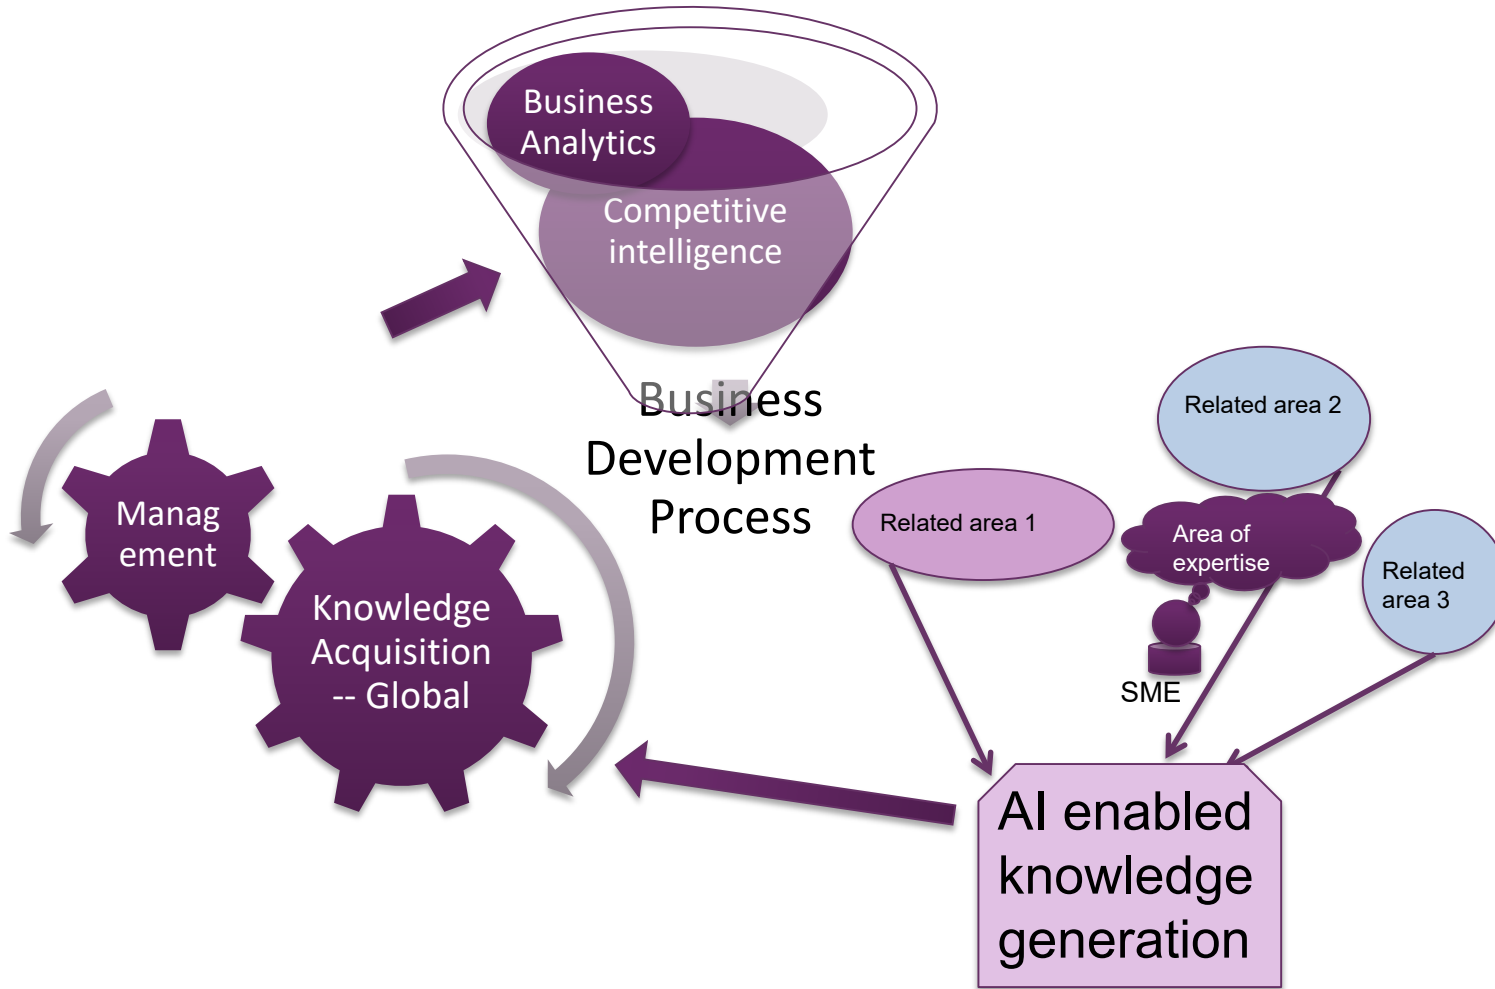 Business
Analytics
Competitive
intelligence
Business
Development
Process
Manag
ement
Knowledge
Acquisition
-- Global
Related area 1
Related area 2
Area of
expertise
Related
area 3
SME
AI enabled
knowledge
generation